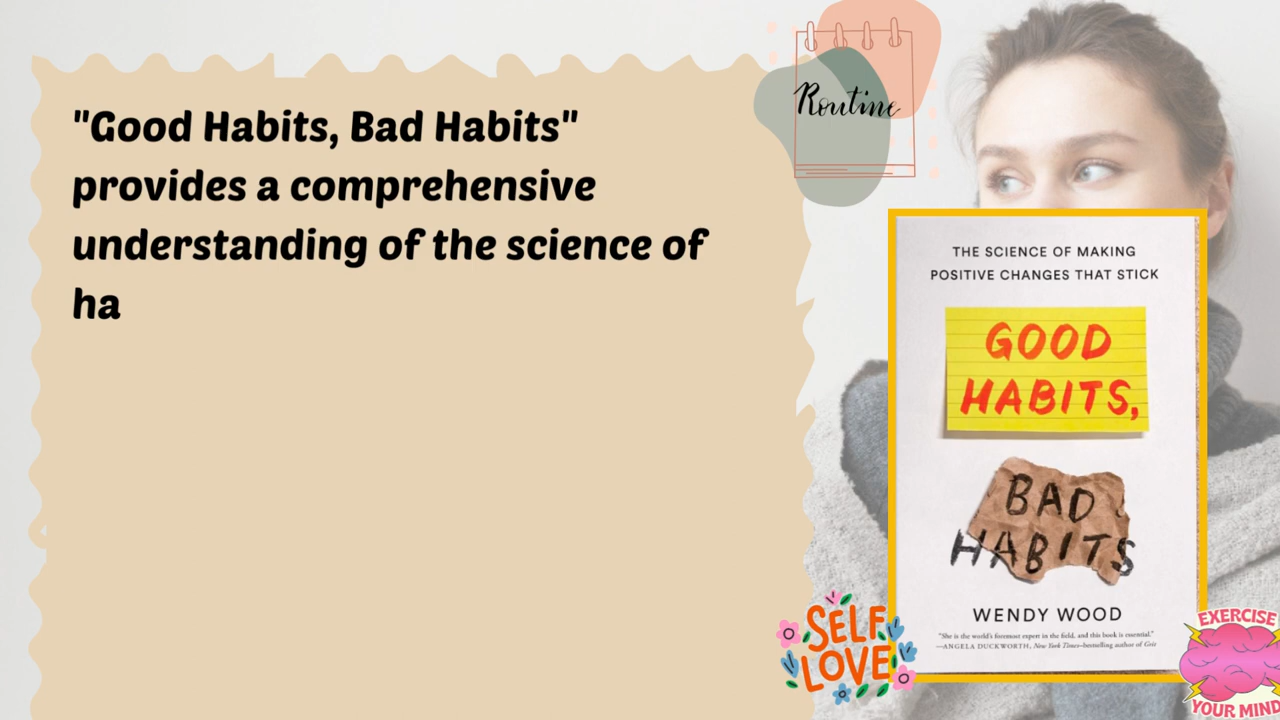 "Good Habits, Bad Habits"
provides a comprehensive
understanding of the science of
ha
Routine
THE SCIENCE OF MAKING
POSITIVE CHANGES THAT STICK
GOOD
HABITS,
BAD
HABITS
WENDY WOOD
"She is the world's foremost expert in the field, and this book is essential."
—ANGELA DUCKWORTH, New York Times–bestselling author of Grit
SELF
LOVE
EXERCISE
YOUR MIND